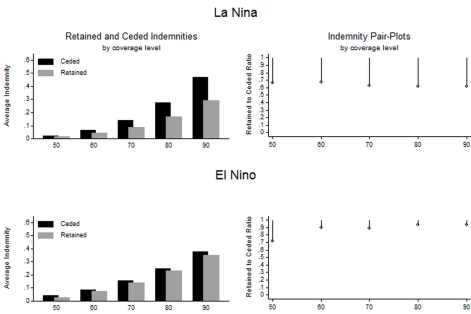 La Nina
Retained and Ceded Indemnities
by coverage level
Average Indemnity
.6
.5
.4
.3
.2
.1
0
Ceded
Retained
50 60 70 80 90
Indemnity Pair-Plots
by coverage level
Retained to Ceded Ratio
1
.9
.8
.7
.6
.5
.4
.3
.2
.1
0
50 60 70 80 90
El Nino
Average Indemnity
.6
.5
.4
.3
.2
.1
0
Ceded
Retained
50 60 70 80 90
Retained to Ceded Ratio
1
.9
.8
.7
.6
.5
.4
.3
.2
.1
0
50 60 70 80 90